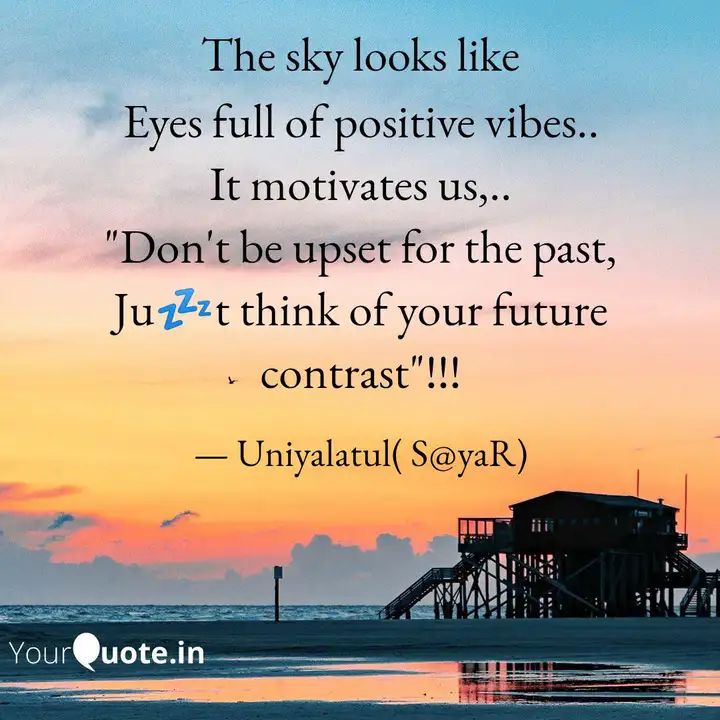 The sky looks like
Eyes full of positive vibes..
It motivates us,..
"Don't be upset for the past,
Ju💤t think of your future
contrast"!!!
— Uniyalatul( S@yaR)
YourQuote.in